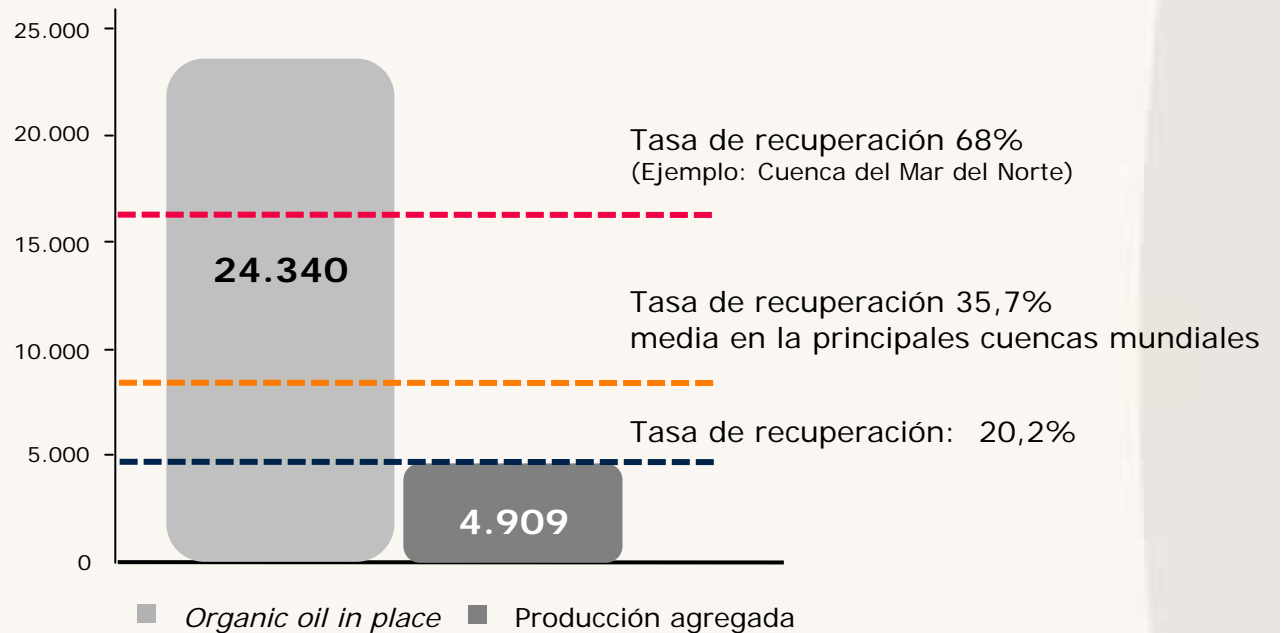 25.000
20.000
15.000
10.000
5.000
0
Tasa de recuperación 68%
(Ejemplo: Cuenca del Mar del Norte)
24.340
Tasa de recuperación 35,7%
media en la principales cuencas mundiales
Tasa de recuperación: 20,2%
4.909
Organic oil in place
Producción agregada